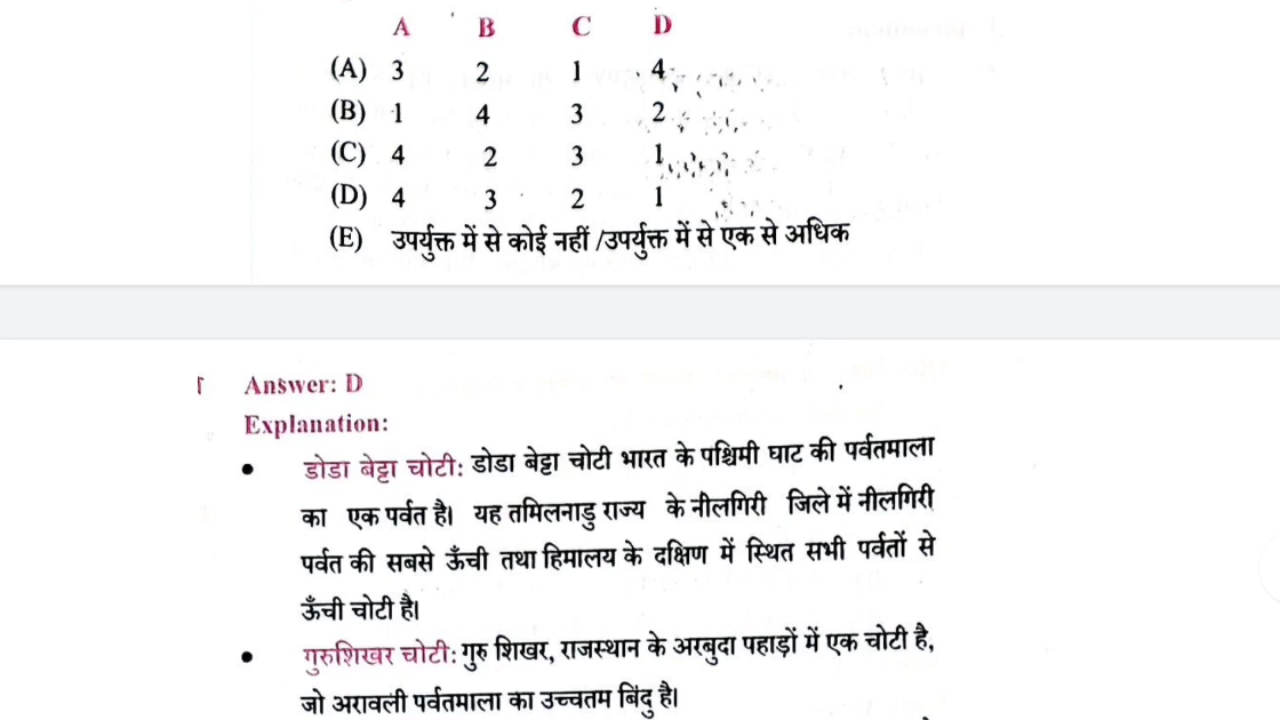 A B C D
(A) 3 2 1 4
(B) 1 4 3 2
(C) 4 2 3 1
(D) 4 3 2 1
(E) उपर्युक्त में से कोई नहीं /उपर्युक्त में से एक से अधिक
Answer: D
Explanation:
• डोडा बेट्टा चोटी: डोडा बेट्टा चोटी भारत के पश्चिमी घाट की पर्वतमाला
का एक पर्वत है। यह तमिलनाडु राज्य के नीलगिरी जिले में नीलगिरी
पर्वत की सबसे ऊँची तथा हिमालय के दक्षिण में स्थित सभी पर्वतों से
ऊँची चोटी है।
• गुरुशिखर चोटी: गुरु शिखर, राजस्थान के अरबुदा पहाड़ों में एक चोटी है,
जो अरावली पर्वतमाला का उच्चतम बिंदु है।